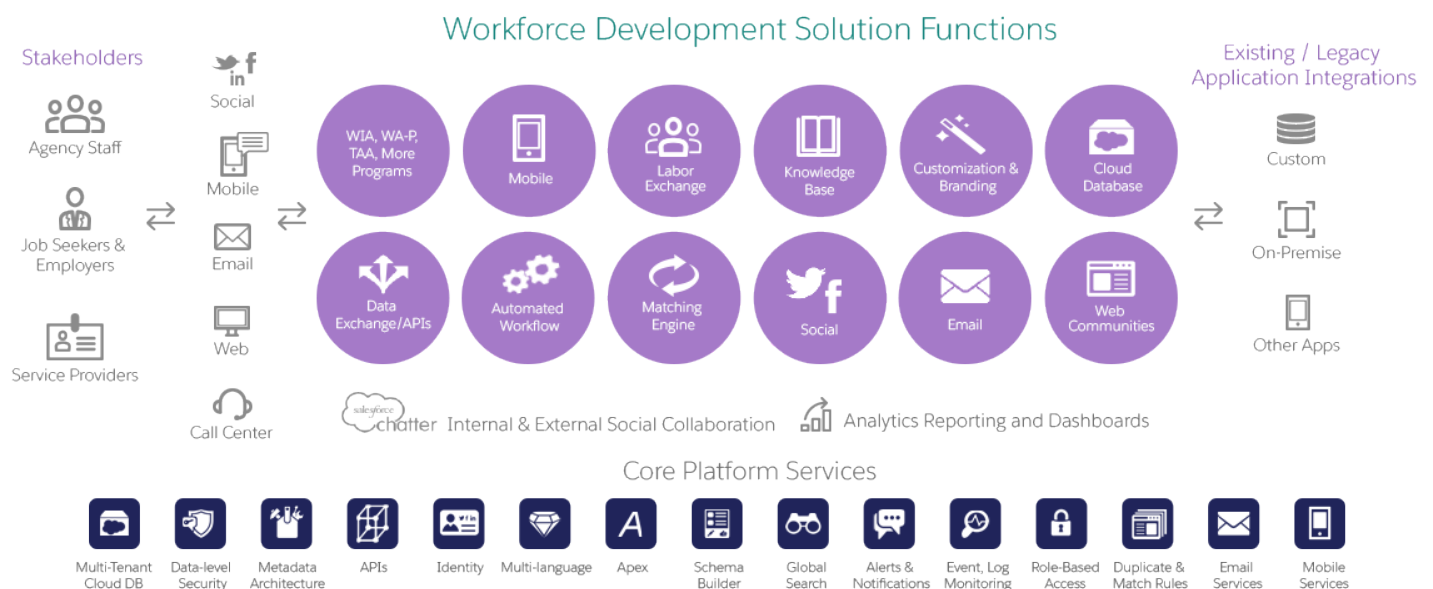 Workforce Development Solution Functions
Stakeholders
Agency Staff
Job Seekers &
Employers
Service Providers
in
Social
Mobile
Email
Web
Call Center
WIA, WA-P,
TAA, More
Programs
Mobile
Labor
Exchange
Knowledge
Base
Customization &
Branding
Cloud
Database
Data
Exchange/APIs
Automated
Workflow
Matching
Engine
Social
Email
Web
Communities
Existing / Legacy
Application Integrations
Custom
On-Premise
Other Apps
salesforce
chatter Internal & External Social Collaboration
Analytics Reporting and Dashboards
Core Platform Services
Multi-Tenant
Cloud DB
Data-level
Security
Metadata
Architecture
APIs
Identity
Multi-language
A
Apex
Schema
Builder
Global
Search
Alerts &
Notifications
Event, Log
Monitoring
Role-Based
Access
Duplicate &
Match Rules
Email
Services
Mobile
Services